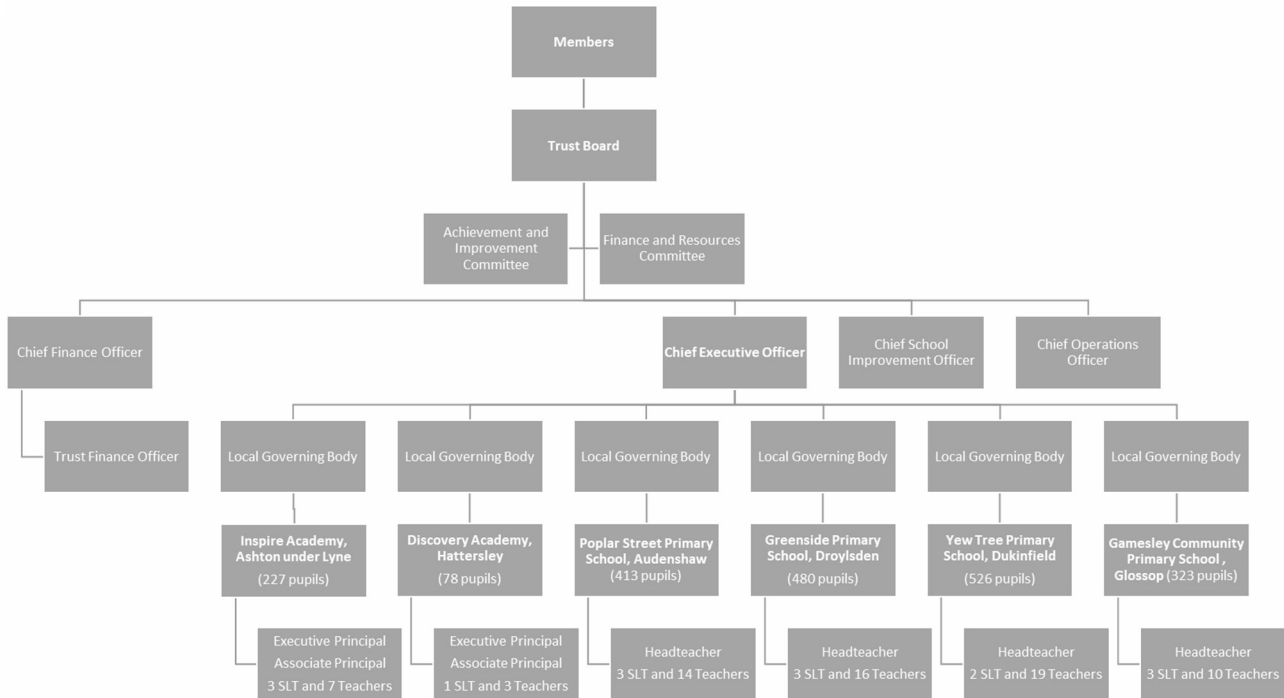 Members
Trust Board
Achievement and
Improvement
Committee
Finance and Resources
Committee
Chief Finance Officer
Chief Executive Officer
Chief School
Improvement Officer
Chief Operations
Officer
Trust Finance Officer
Local Governing Body
Local Governing Body
Local Governing Body
Local Governing Body
Local Governing Body
Local Governing Body
Inspire Academy,
Ashton under Lyne
(227 pupils)
Discovery Academy,
Hattersley
(78 pupils)
Poplar Street Primary
School, Audenshaw
(413 pupils)
Greenside Primary
School, Droylsden
(480 pupils)
Yew Tree Primary
School, Dukinfield
(526 pupils)
Gamesley Community
Primary School ,
Glossop (323 pupils)
Executive Principal
Associate Principal
3 SLT and 7 Teachers
Executive Principal
Associate Principal
1 SLT and 3 Teachers
Headteacher
3 SLT and 14 Teachers
Headteacher
3 SLT and 16 Teachers
Headteacher
2 SLT and 19 Teachers
Headteacher
3 SLT and 10 Teachers